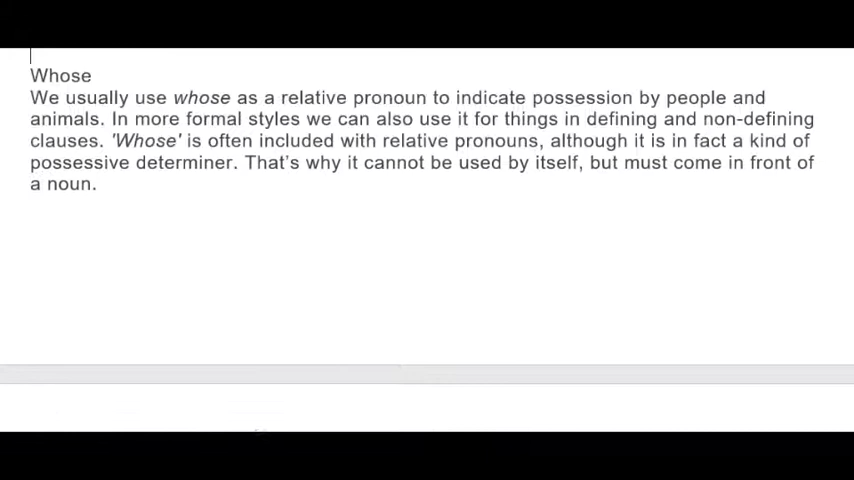 Whose
We usually use whose as a relative pronoun to indicate possession by people and
animals. In more formal styles we can also use it for things in defining and non-defining
clauses. 'Whose' is often included with relative pronouns, although it is in fact a kind of
possessive determiner. That’s why it cannot be used by itself, but must come in front of
a noun.